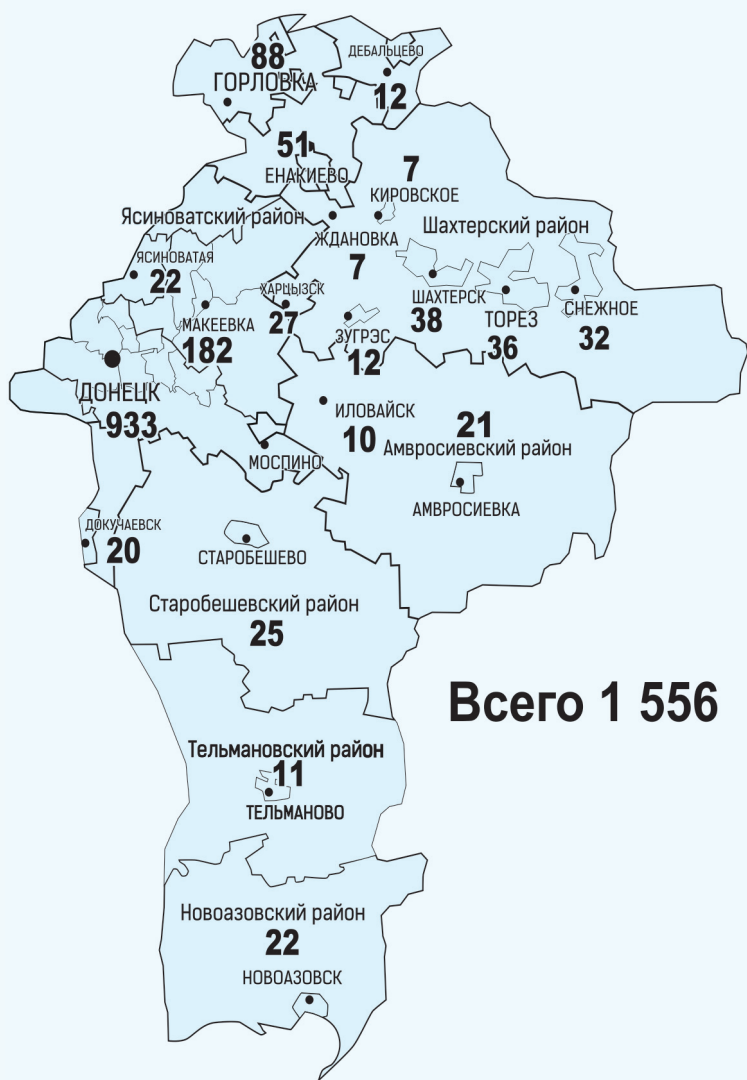 88
ГОРЛОВКА
ДЕБАЛЬЦЕВО
12
51
ЕНАКИЕВО
7
КИРОВСКОЕ
Ясиноватский район
ЖДАНОВКА
7
Шахтерский район
ЯСИНОВАТАЯ
22
МАКЕЕВКА
182
ХАРЦЫЗСК
27
ЗУГРЭС
12
ШАХТЕРСК
38
ТОРЕЗ
36
СНЕЖНОЕ
32
ДОНЕЦК
933
ИЛОВАЙСК
10
21
Амвросиевский район
АМВРОСИЕВКА
МОСПИНО
ДОКУЧАЕВСК
20
СТАРОБЕШЕВО
Старобешевский район
25
Всего 1 556
Тельмановский район
11
ТЕЛЬМАНОВО
Новоазовский район
22
НОВОАЗОВСК